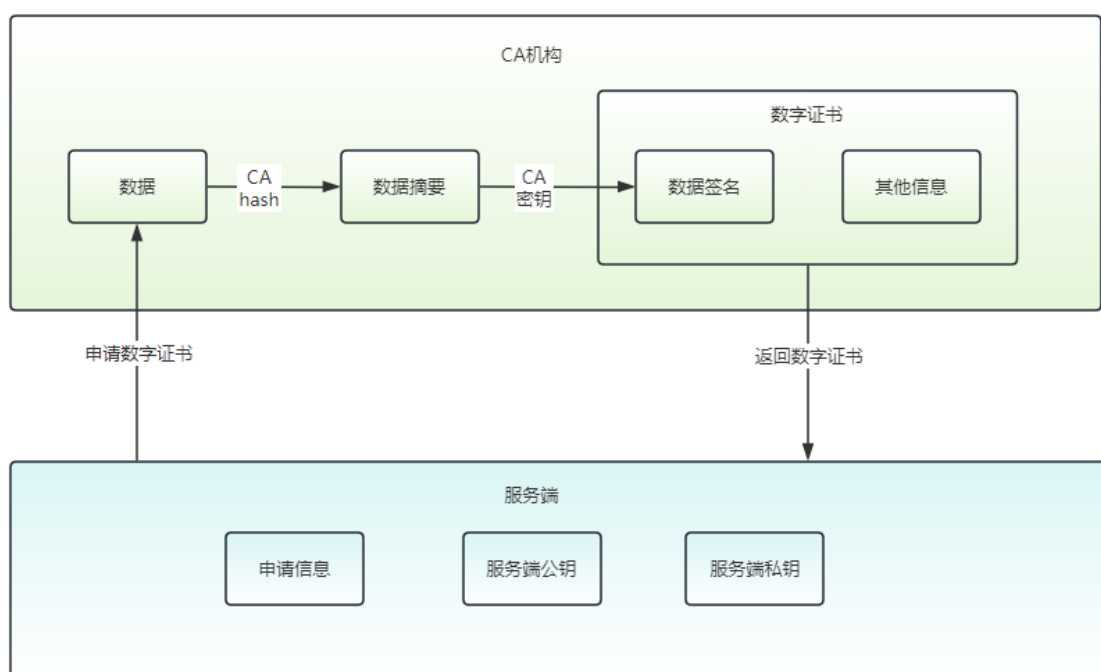 CA机构
数字证书
数据
CA
hash
数据摘要
CA
密钥
数据签名
其他信息
申请数字证书
返回数字证书
服务端
申请信息
服务端公钥
服务端私钥